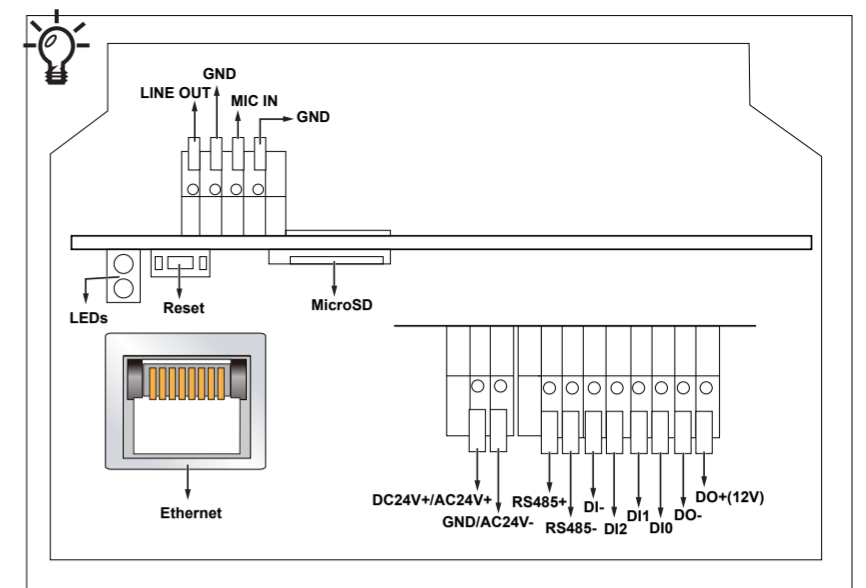 GND
LINE OUT
MIC IN
GND
LEDs
Reset
MicroSD
Ethernet
DC24V+/AC24V+
GND/AC24V-
RS485+
RS485-
DI-
DI2
DI1
DI0
DO-
DO+(12V)